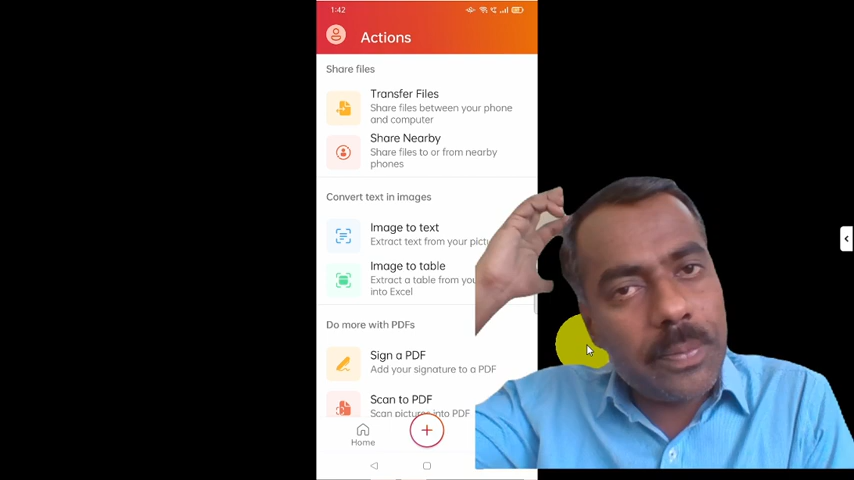 1:42
Actions
Share files
Transfer Files
Share files between your phone
and computer
Share Nearby
Share files to or from nearby
phones
Convert text in images
Image to text
Extract text from your
Image to table
Extract a table from
into Excel
Do more with PDFs
Sign a PDF
Add your signature to a PDF
Scan to PDF
Scan pictures into PDF
Home